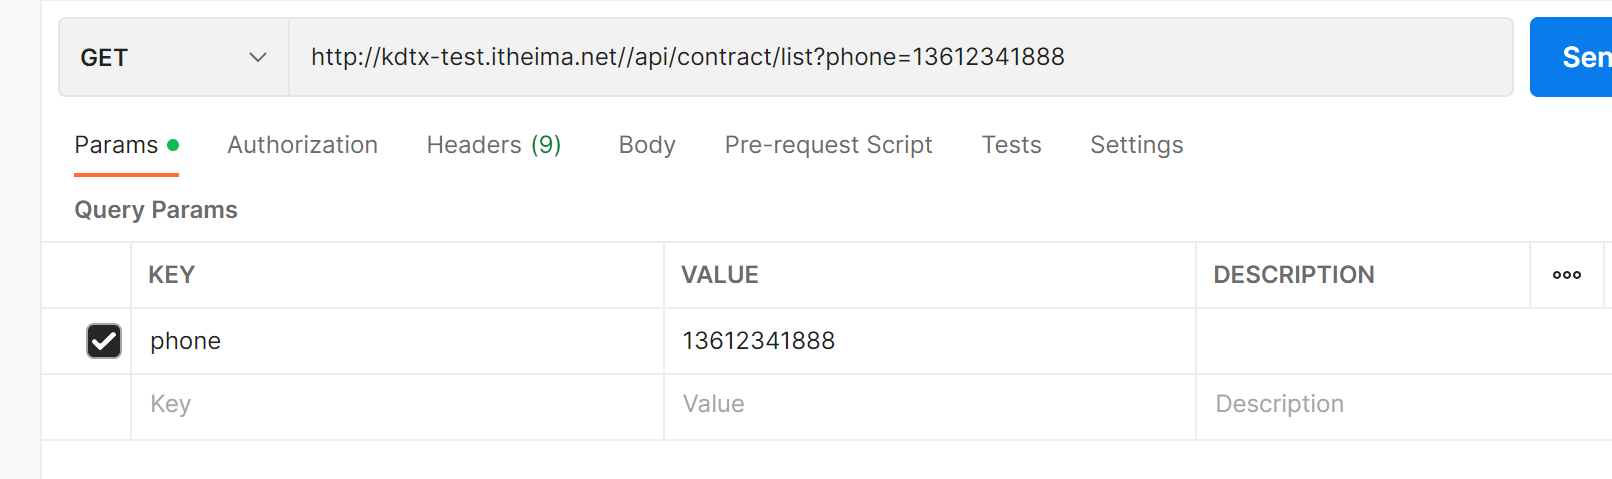 GET http://kdtx-test.itheima.net//api/contract/list?phone=13612341888 Sen
Params Authorization Headers (9) Body Pre-request Script Tests Settings
Query Params
KEY VALUE DESCRIPTION
phone 13612341888
Key Value Description